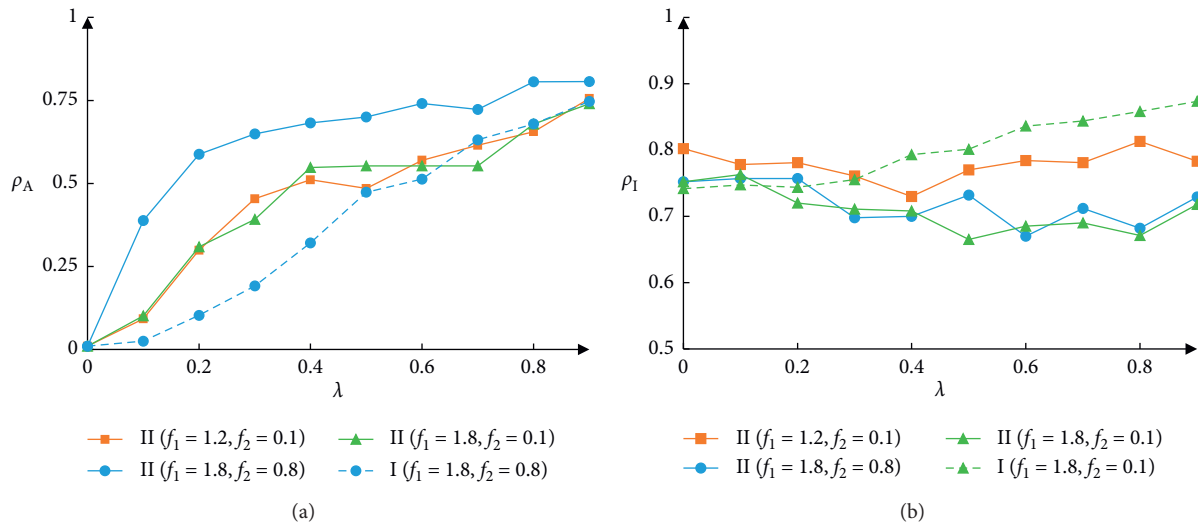 1
0.75
ρA
0.5
0.25
0
0 0.2 0.4 0.6 0.8
λ
II (f1 = 1.2, f2 = 0.1)
II (f1 = 1.8, f2 = 0.1)
II (f1 = 1.8, f2 = 0.8)
I (f1 = 1.8, f2 = 0.8)
(a)
1
0.9
0.8
ρI
0.7
0.6
0.5
0 0.2 0.4 0.6 0.8
λ
II (f1 = 1.2, f2 = 0.1)
II (f1 = 1.8, f2 = 0.1)
II (f1 = 1.8, f2 = 0.8)
I (f1 = 1.8, f2 = 0.1)
(b)